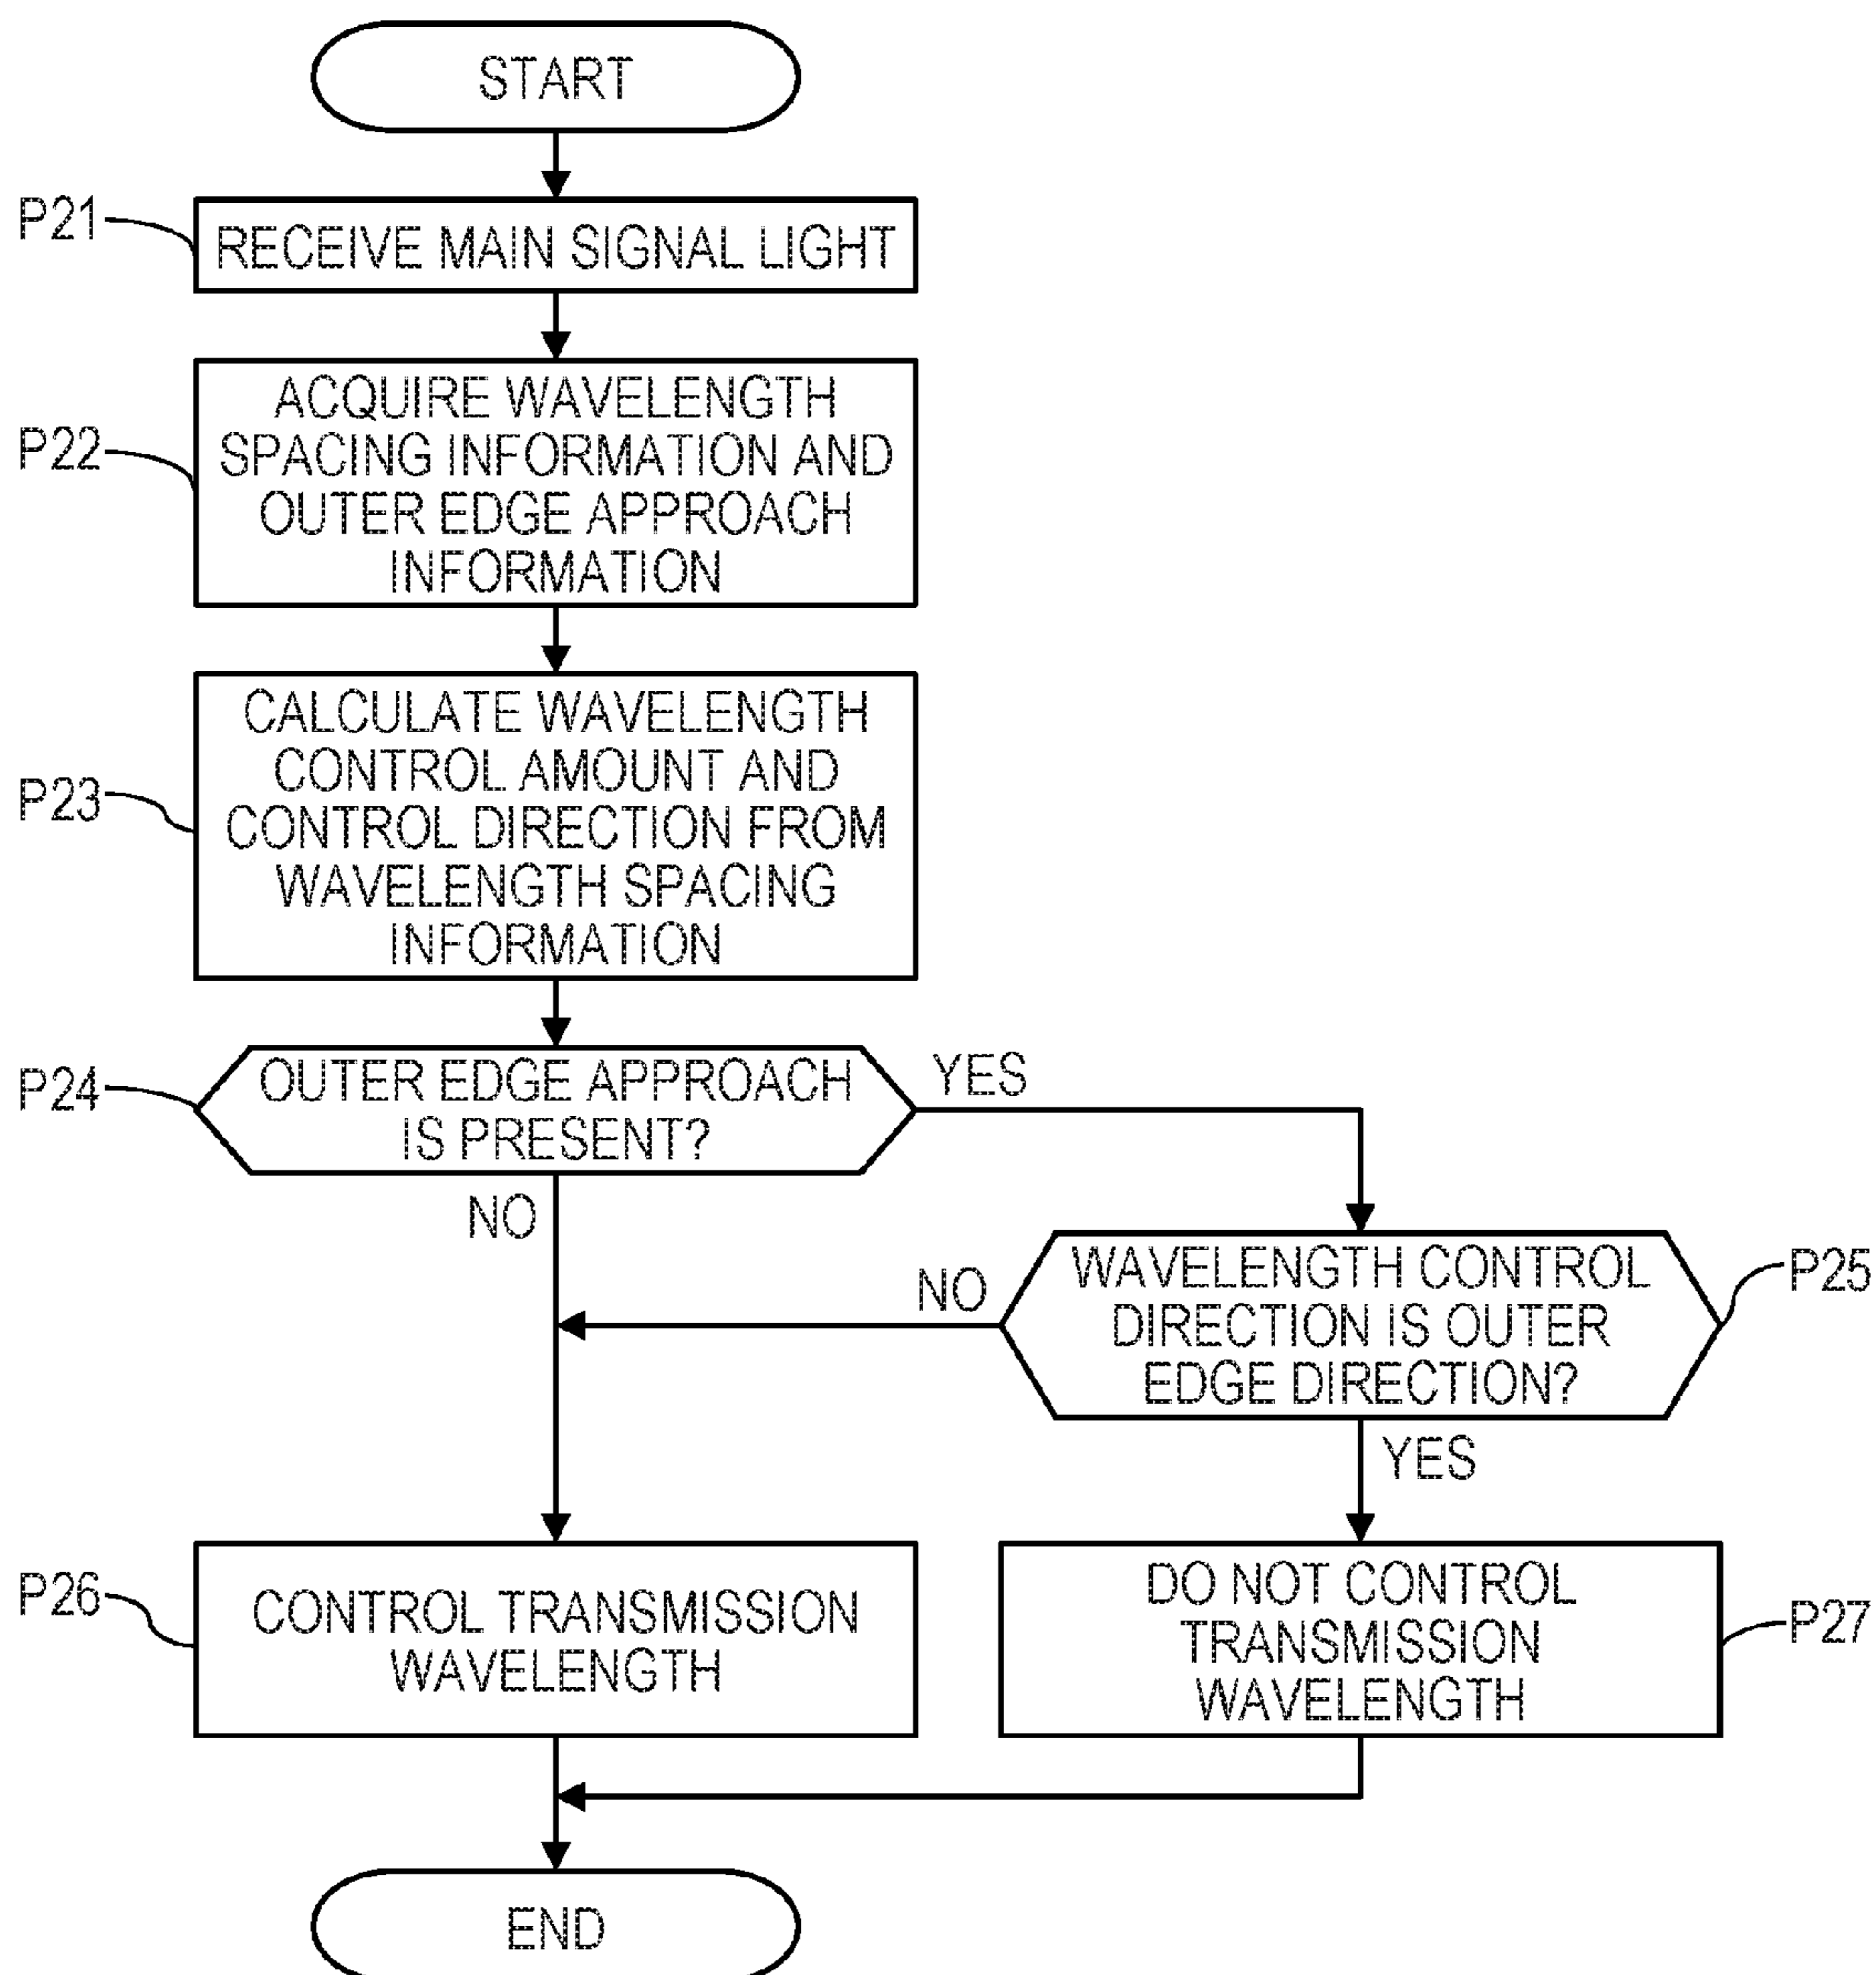 START
P21
RECEIVE MAIN SIGNAL LIGHT
P22
ACQUIRE WAVELENGTH
SPACING INFORMATION AND
OUTER EDGE APPROACH
INFORMATION
P23
CALCULATE WAVELENGTH
CONTROL AMOUNT AND
CONTROL DIRECTION FROM
WAVELENGTH SPACING
INFORMATION
P24
OUTER EDGE APPROACH
IS PRESENT?
YES
NO
NO
WAVELENGTH CONTROL
DIRECTION IS OUTER
EDGE DIRECTION?
P25
YES
P26
CONTROL TRANSMISSION
WAVELENGTH
DO NOT CONTROL
TRANSMISSION
WAVELENGTH
P27
END